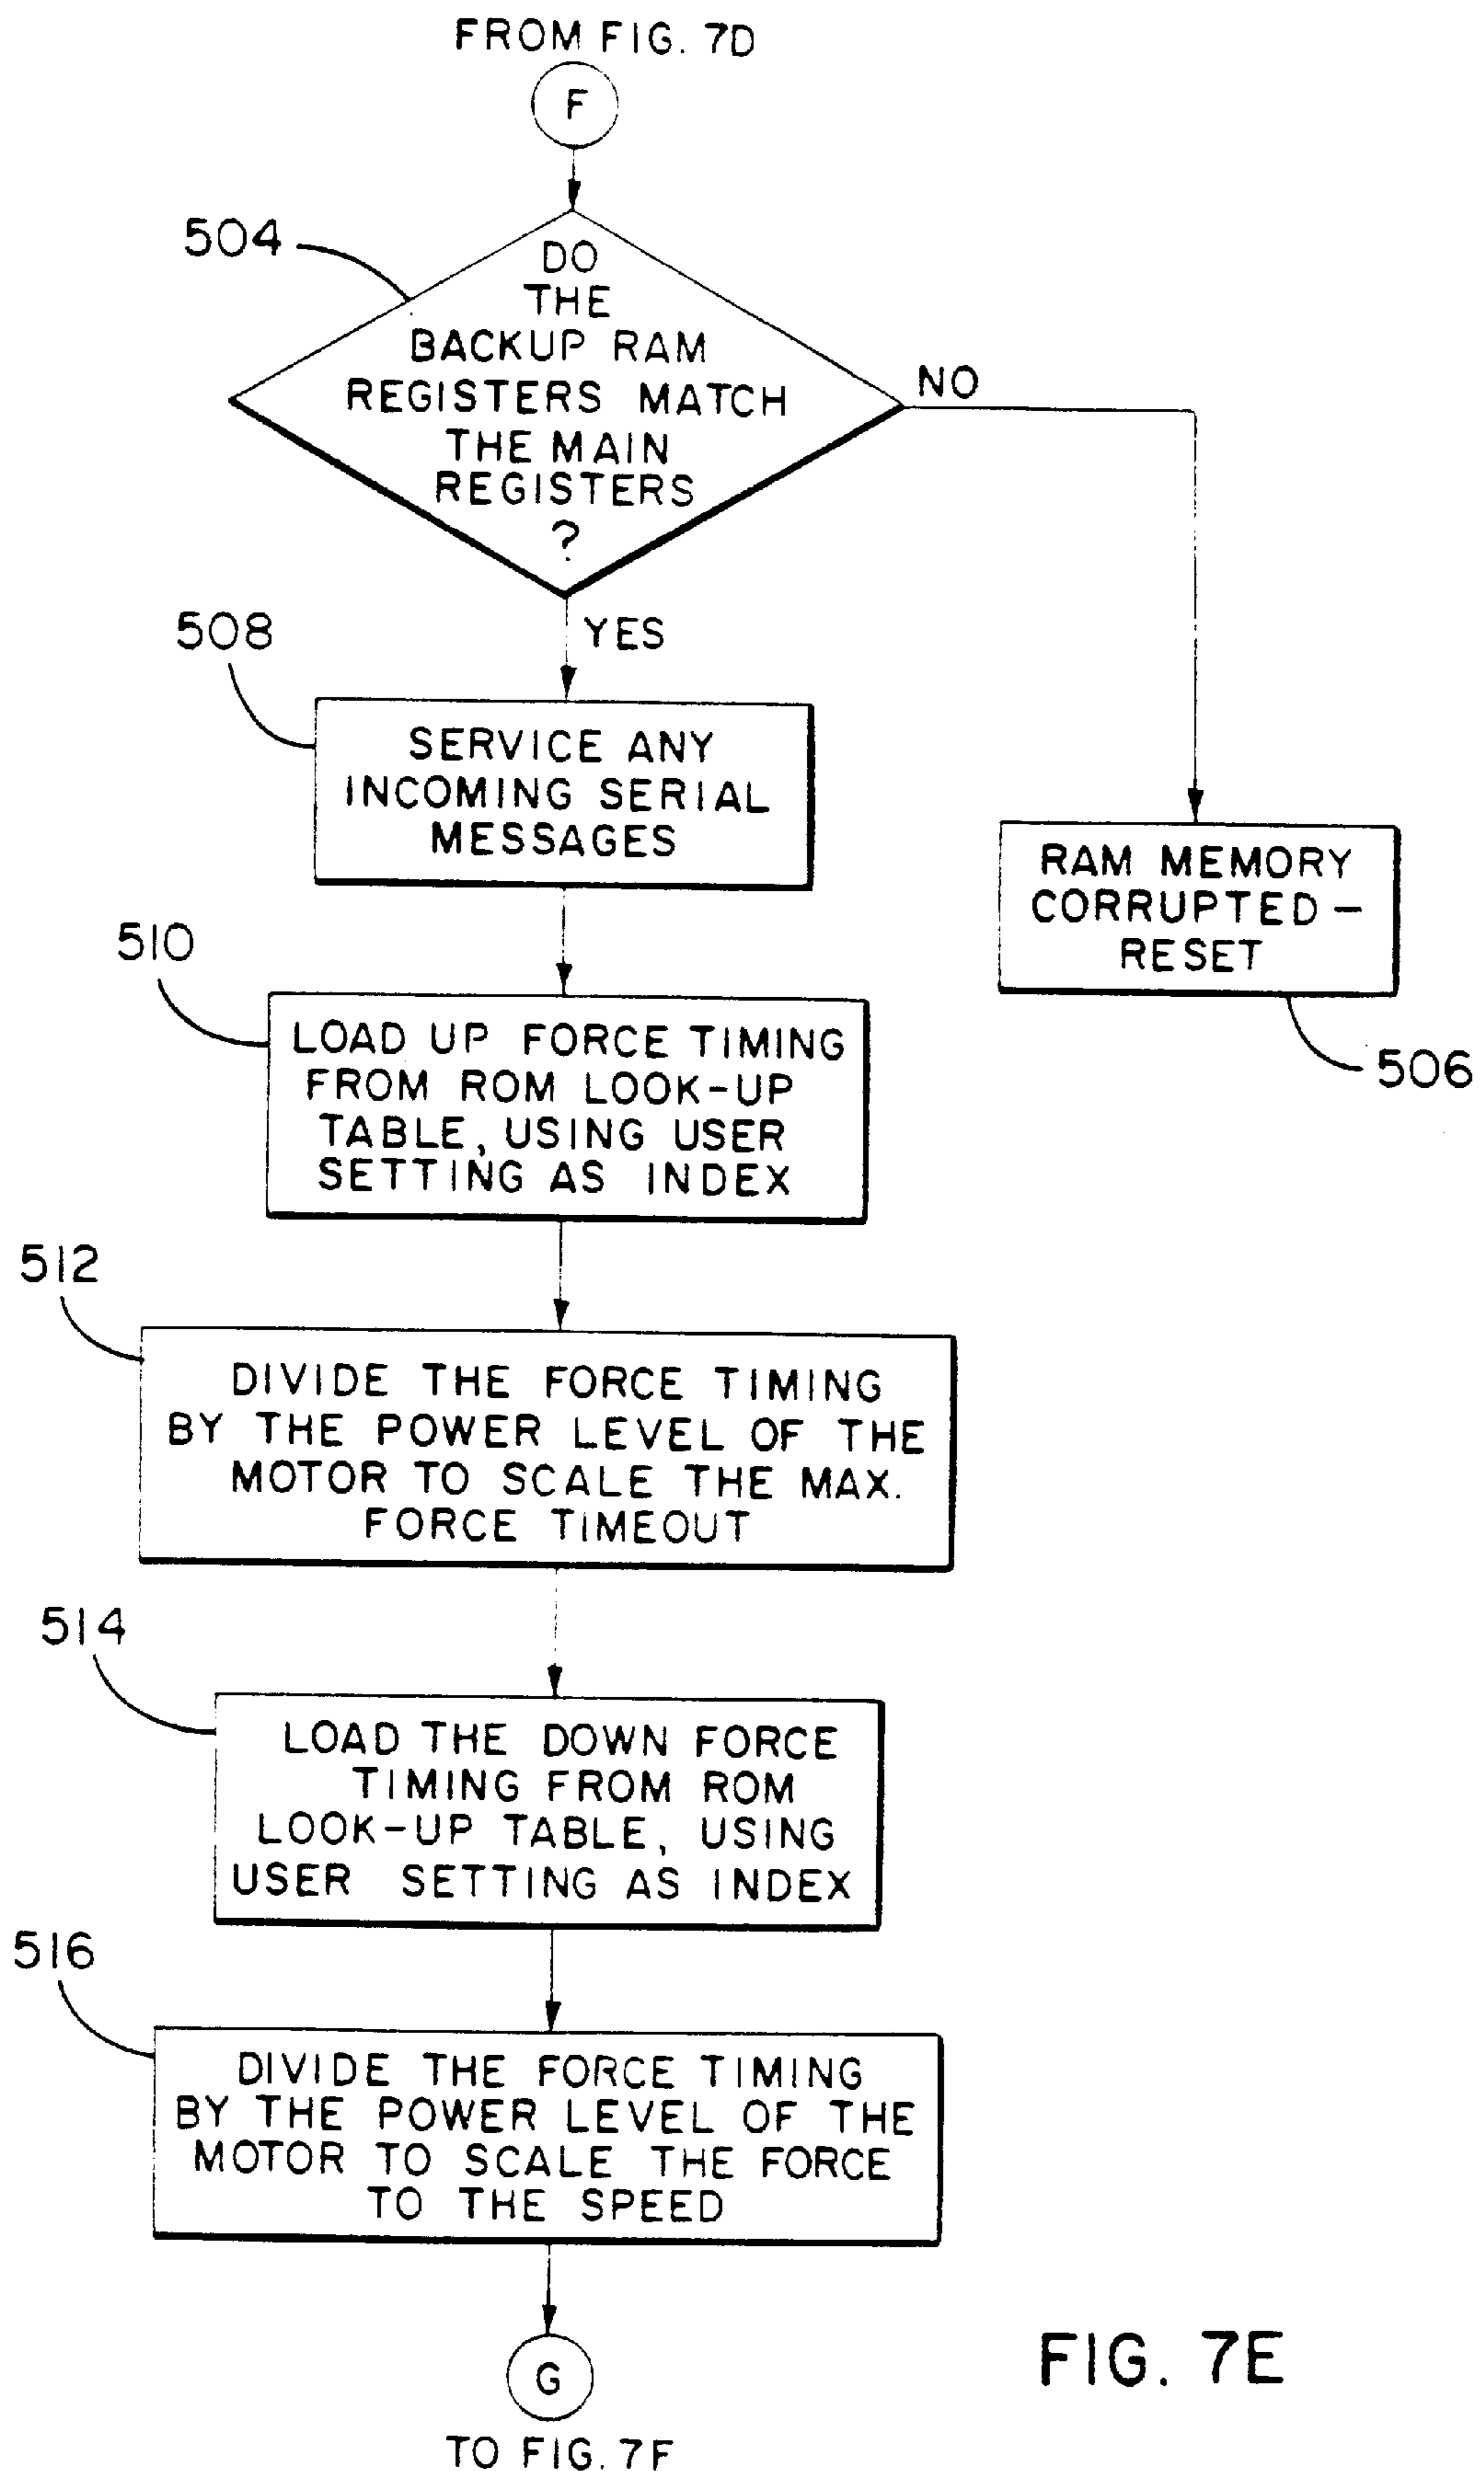 FROM FIG. 7D
F
504
DO
THE
BACKUP RAM
REGISTERS MATCH
THE MAIN
REGISTERS
?
NO
YES
508
SERVICE ANY
INCOMING SERIAL
MESSAGES
RAM MEMORY
CORRUPTED –
RESET
506
510
LOAD UP FORCE TIMING
FROM ROM LOOK-UP
TABLE, USING USER
SETTING AS INDEX
512
DIVIDE THE FORCE TIMING
BY THE POWER LEVEL OF THE
MOTOR TO SCALE THE MAX.
FORCE TIMEOUT
514
LOAD THE DOWN FORCE
TIMING FROM ROM
LOOK-UP TABLE, USING
USER SETTING AS INDEX
516
DIVIDE THE FORCE TIMING
BY THE POWER LEVEL OF THE
MOTOR TO SCALE THE FORCE
TO THE SPEED
G
TO FIG. 7F
FIG. 7E